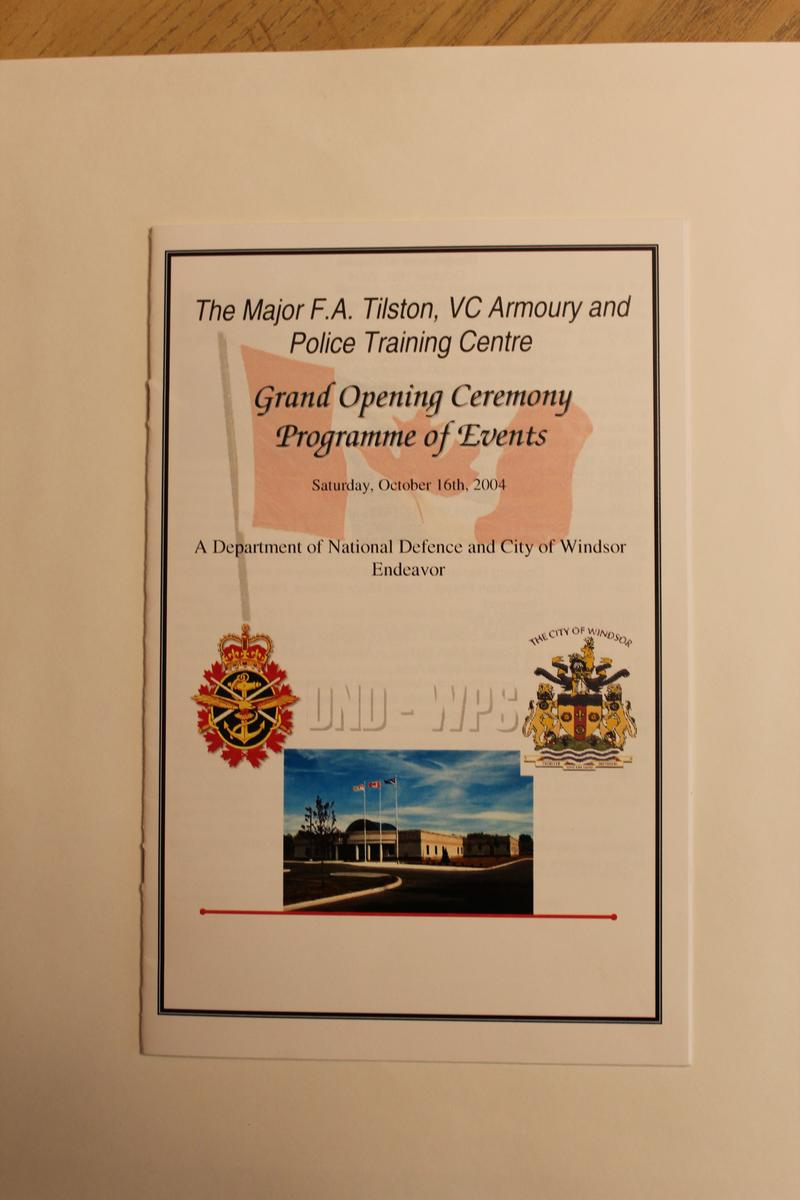 The Major F.A. Tilston, VC Armoury and
Police Training Centre
Grand Opening Ceremony
Programme of Events
Saturday, October 16th, 2004
A Department of National Defence and City of Windsor
Endeavor
THE CITY OF WINDSOR
DND - WPS